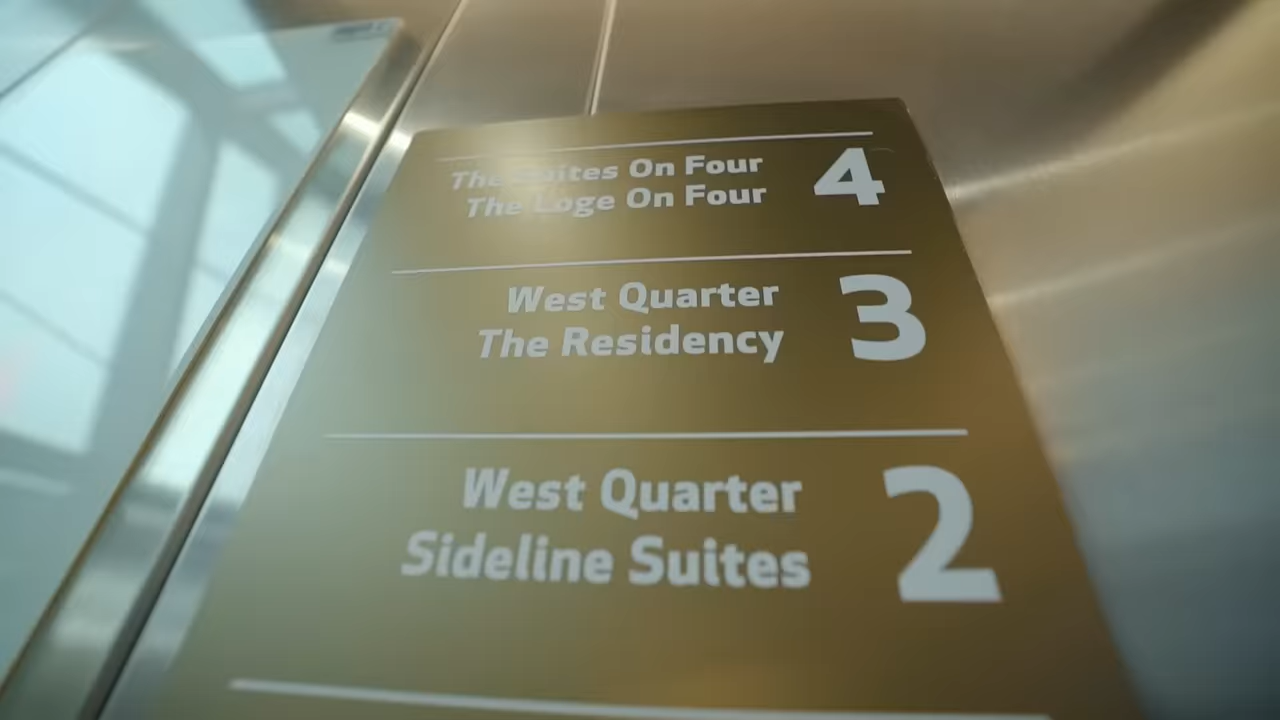 The Suites On Four 4
The Loge On Four
West Quarter 3
The Residency
West Quarter 2
Sideline Suites